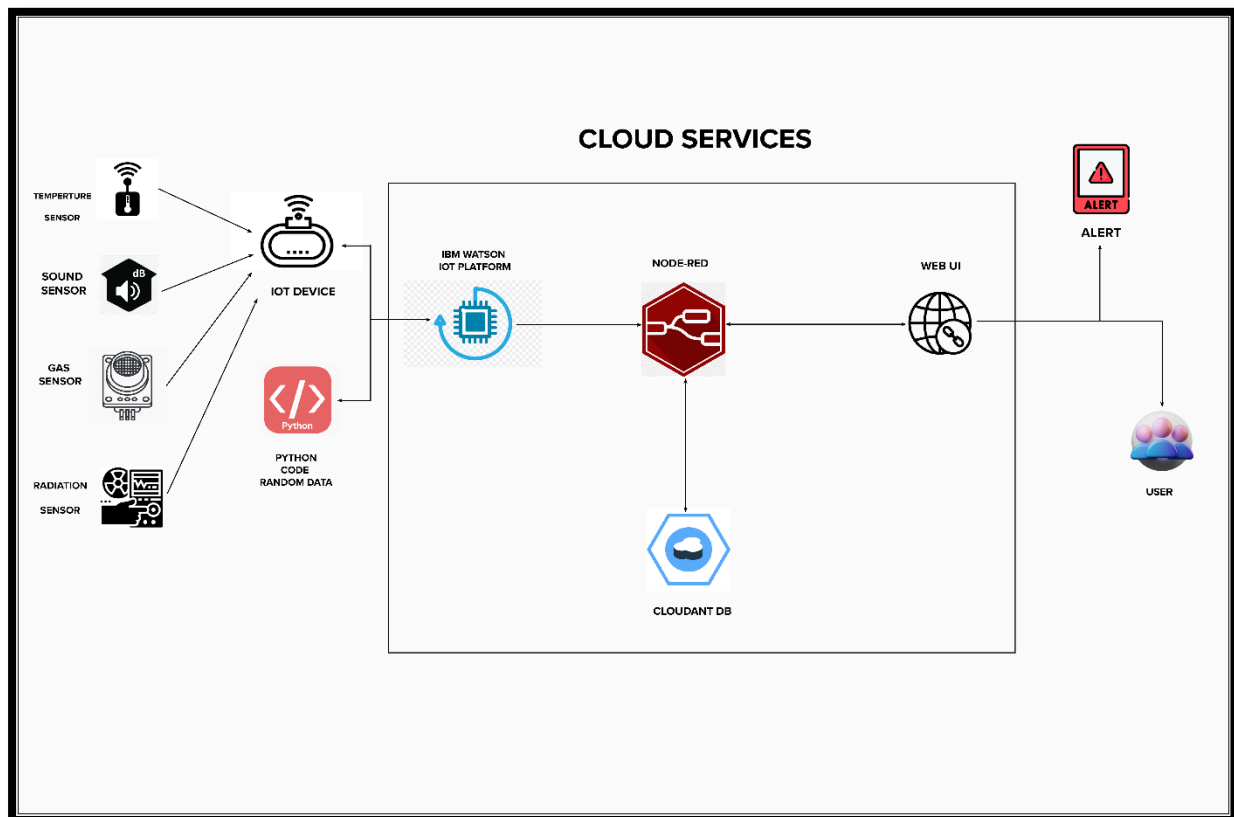 CLOUD SERVICES
TEMPERTURE
SENSOR
SOUND
SENSOR
dB
GAS
SENSOR
RADIATION
SENSOR
IOT DEVICE
Python
PYTHON
CODE
RANDOM DATA
IBM WATSON
IOT PLATFORM
NODE-RED
CLOUDANT DB
WEB UI
ALERT
ALERT
USER